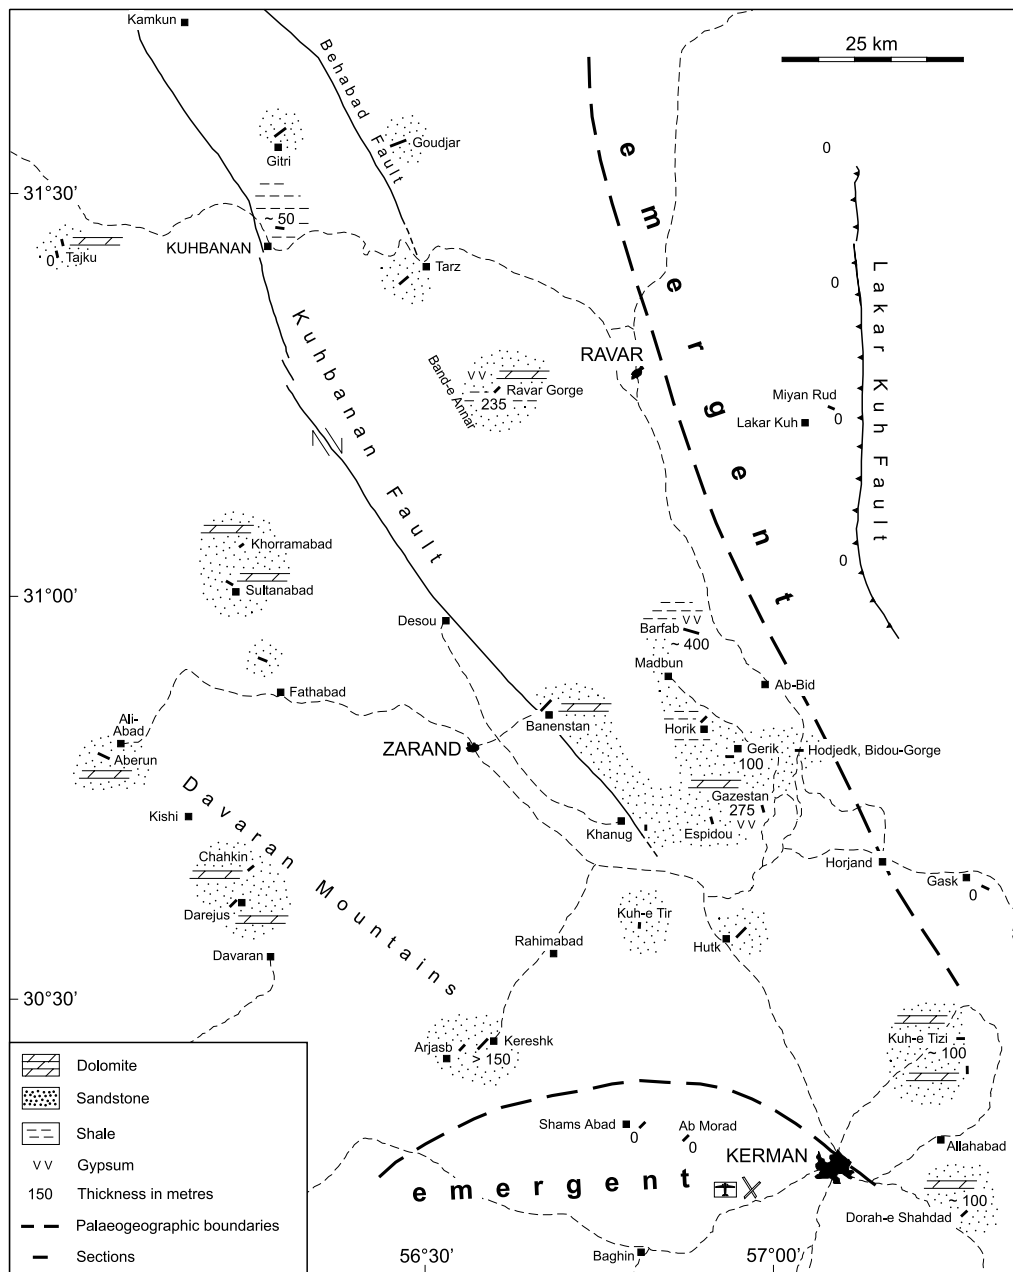 Kamkun
25 km
Behabad Fault
Goudjar
Gitri
0
31°30'
~ 50
KUHBANAN
0 Tajku
Tarz
0
Lakar Kuh Fault
emergent
Kuhbanan Fault
RAVAR
Band-e Annar
V V
Ravar Gorge
235
Miyan Rud
Lakar Kuh
0
Khorramabad
0
Sultanabad
31°00'
Desou
V V
Barfab
~ 400
Madbun
Fathabad
Ab-Bid
Ali-
Abad
Banenstan
Horik
Aberun
ZARAND
Gerik
100
Hodjedk, Bidou-Gorge
Davaran Mountains
Gazestan
275
V V
Kishi
Khanug
Espidou
Chahkin
Horjand
Gask
0
Darejus
Kuh-e Tir
Hutk
Davaran
Rahimabad
30°30'
Arjasb
Kereshk
> 150
Kuh-e Tizi
~ 100
Dolomite
Sandstone
Shale
V V Gypsum
150 Thickness in metres
Palaeogeographic boundaries
Sections
Shams Abad
0
Ab Morad
0
KERMAN
Allahabad
emergent
~ 100
Dorah-e Shahdad
Baghin
56°30'
57°00'